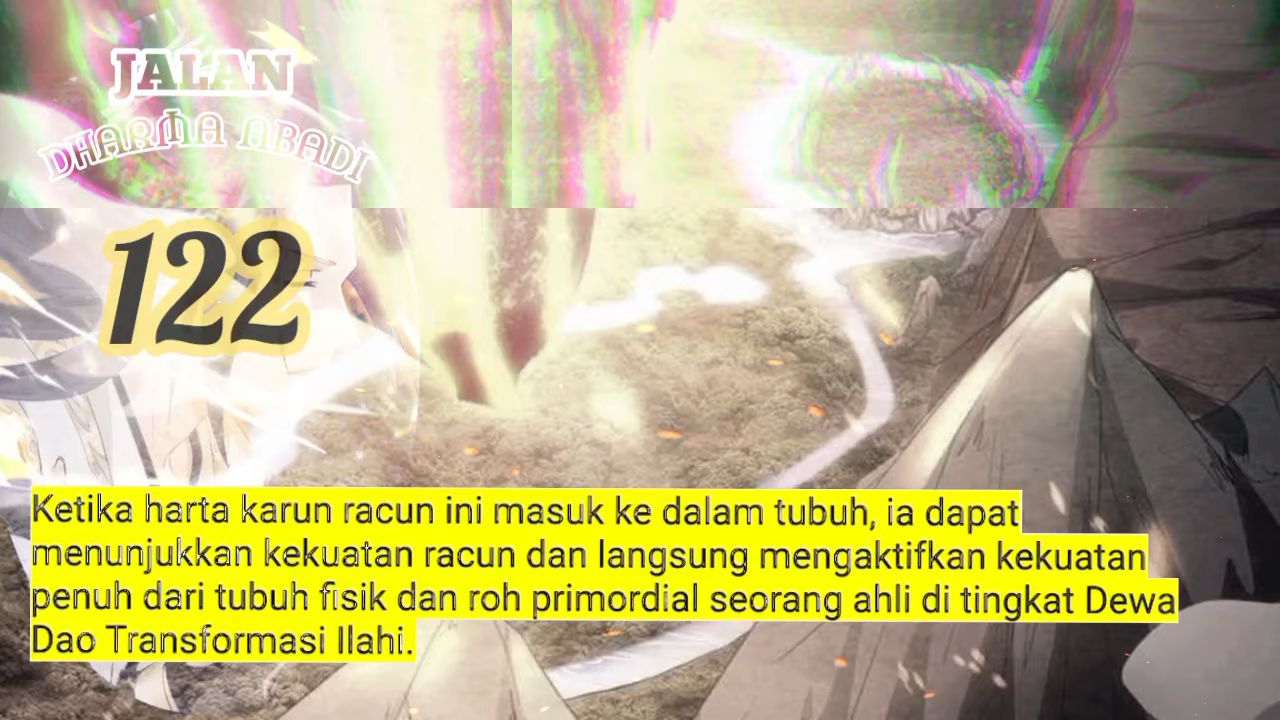 JALAN
DHARMA ABADI
122
Ketika harta karun racun ini masuk ke dalam tubuh, ia dapat
menunjukkan kekuatan racun dan langsung mengaktifkan kekuatan
penuh dari tubuh fisik dan roh primordial seorang ahli di tingkat Dewa
Dao Transformasi Ilahi.